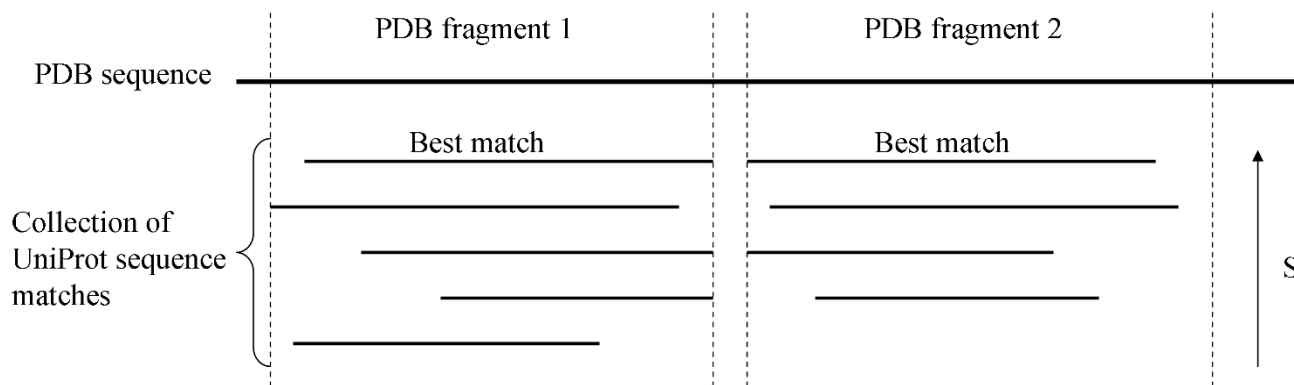 PDB fragment 1
PDB fragment 2
PDB sequence
Best match
Best match
Collection of
UniProt sequence
matches
S